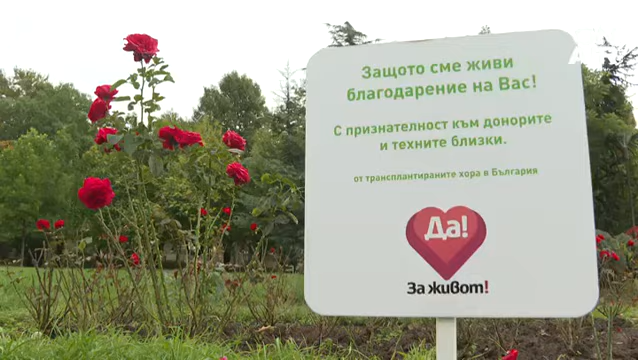 Защото сме живи
благодарение на Вас!
С признателност към донорите
и техните близки.
от трансплантираните хора в България
Да!
За живот!